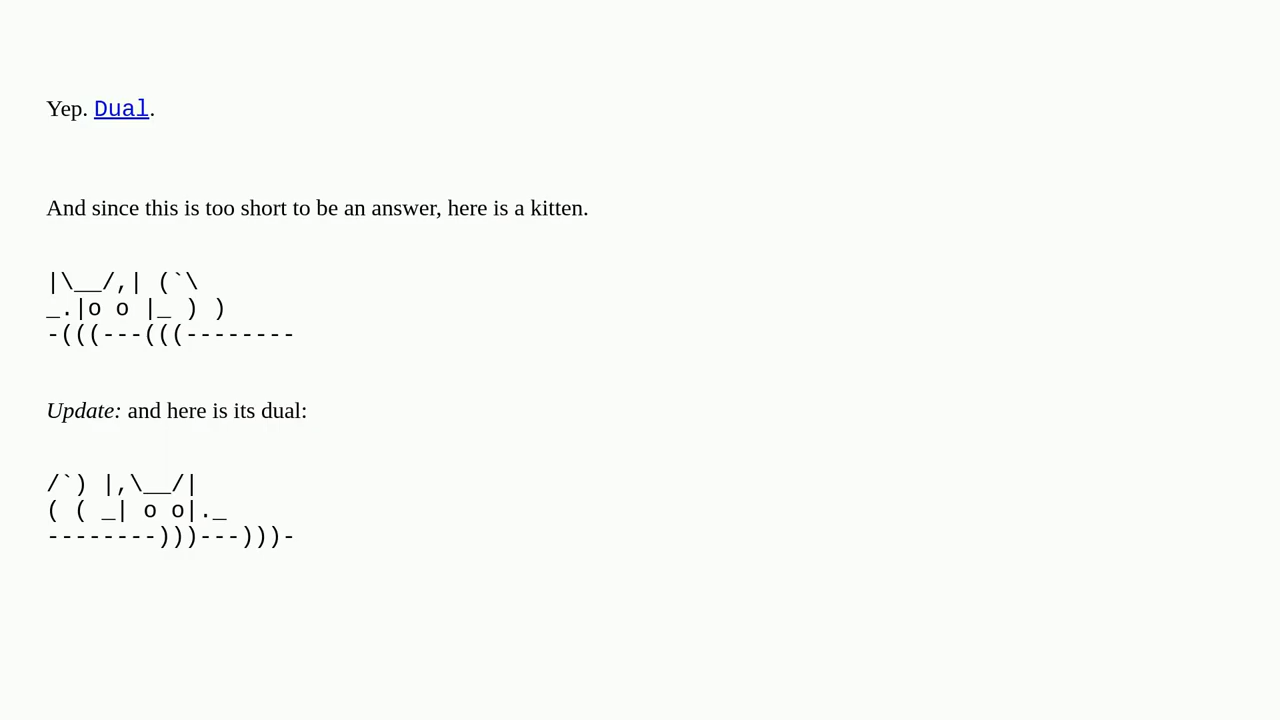 Yep. Dual.
And since this is too short to be an answer, here is a kitten.
|\__/,| (`\
_.|o o |_ ) )
-(((---(((--------
Update: and here is its dual:
/`) |,\__/|
( ( _| o o|._
--------)))---)))-